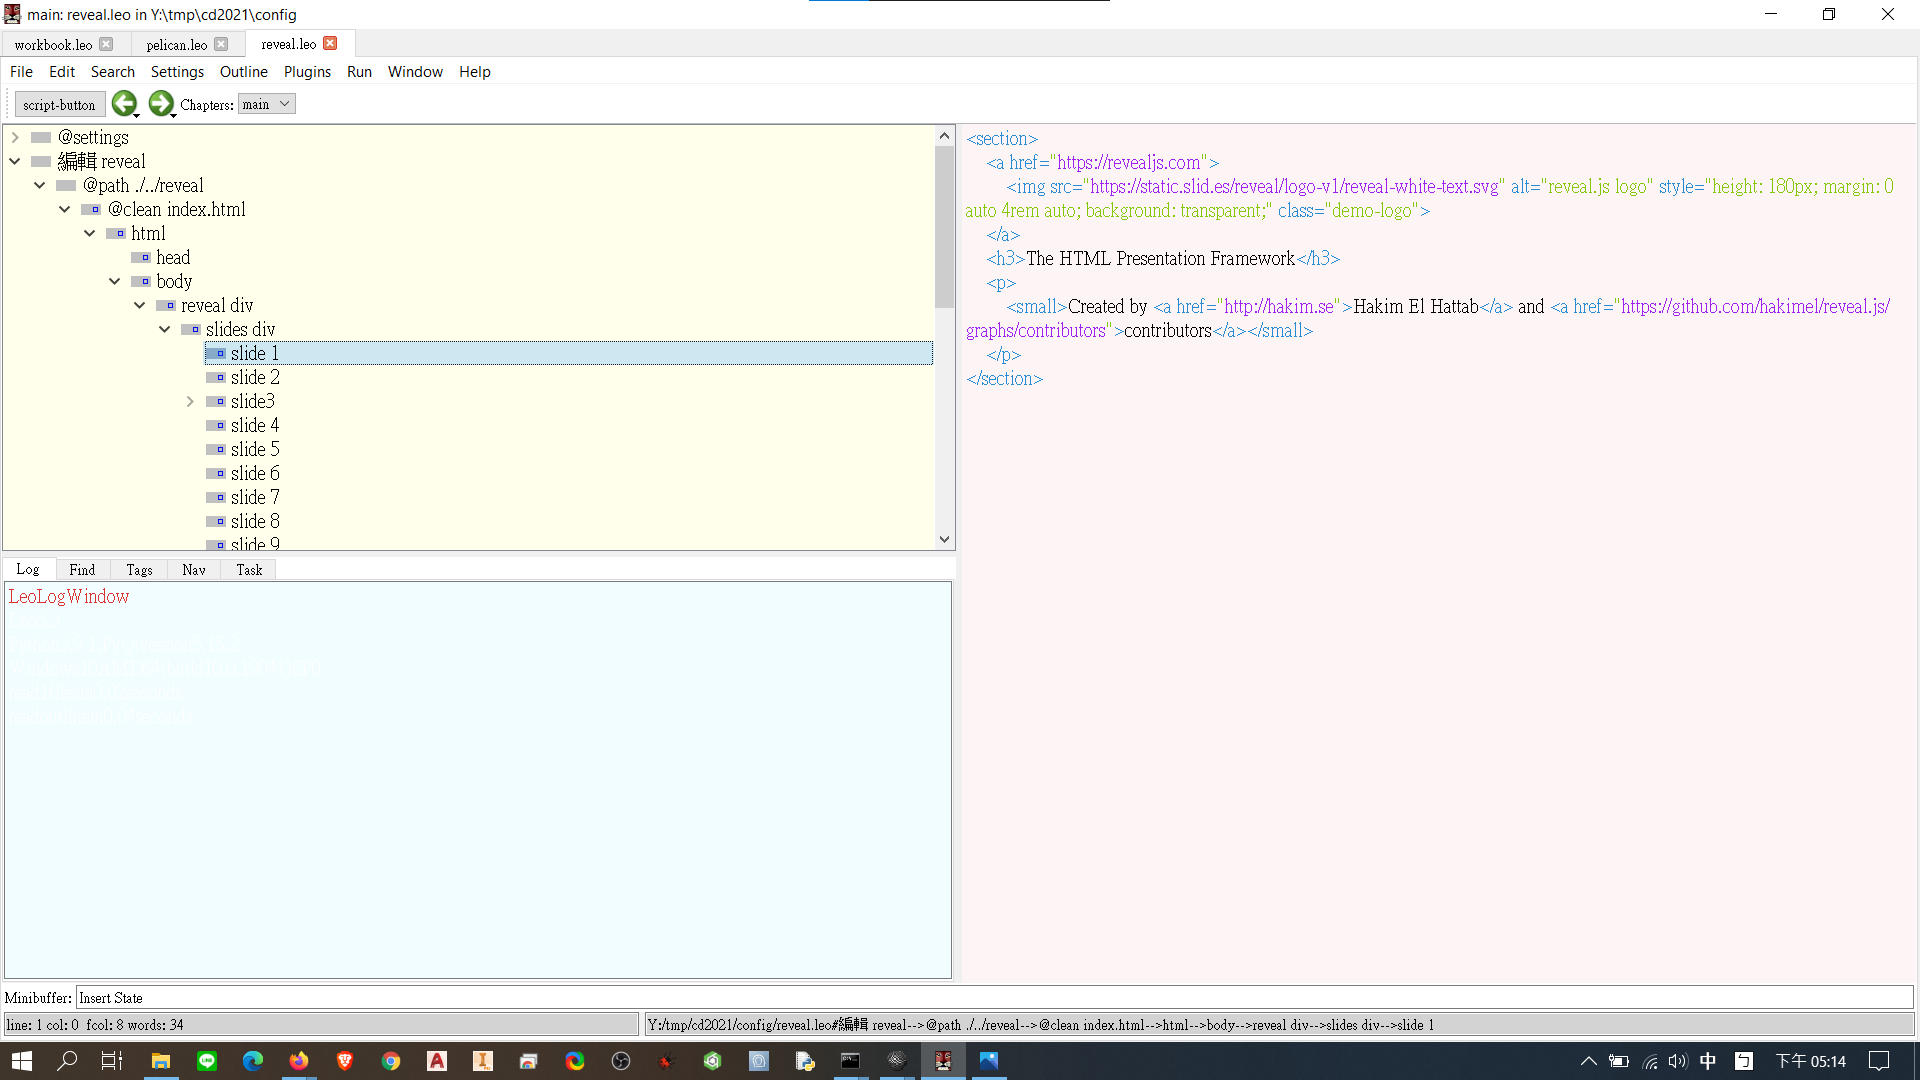 main: reveal.leo in Y:\tmp\cd2021\config
workbook.leo
pelican.leo
reveal.leo
File Edit Search Settings Outline Plugins Run Window Help
script-button
Chapters: main
@settings
編輯 reveal
@path ./../reveal
@clean index.html
html
head
body
reveal div
slides div
slide 1
slide 2
slide3
slide 4
slide 5
slide 6
slide 7
slide 8
slide 9
<section>
<a href="https://revealjs.com">
<img src="https://static.slid.es/reveal/logo-v1/reveal-white-text.svg" alt="reveal.js logo" style="height: 180px; margin: 0
auto 4rem auto; background: transparent;" class="demo-logo">
</a>
<h3>The HTML Presentation Framework</h3>
<p>
<small>Created by <a href="http://hakim.se">Hakim El Hattab</a> and <a href="https://github.com/hakimel/reveal.js/
graphs/contributors">contributors</a></small>
</p>
</section>
Log Find Tags Nav Task
LeoLogWindow
Minibuffer: Insert State
line: 1 col: 0 fcol: 8 words: 34
Y:/tmp/cd2021/config/reveal.leo#編輯 reveal-->@path ./../reveal-->@clean index.html-->html-->body-->reveal div-->slides div-->slide 1
中
下午 05:14